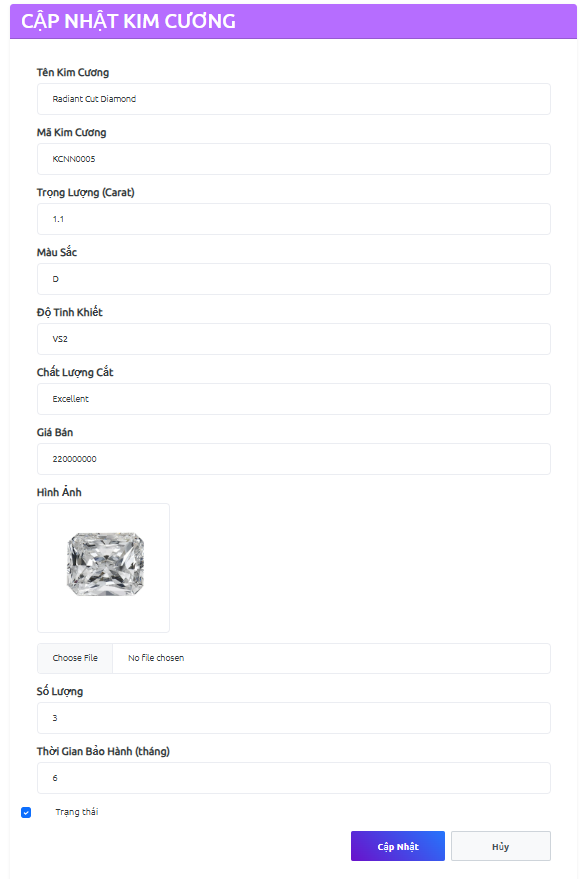 CẬP NHẬT KIM CƯƠNG
Tên Kim Cương
Radiant Cut Diamond
Mã Kim Cương
KCNN0005
Trọng Lượng (Carat)
1.1
Màu Sắc
D
Độ Tinh Khiết
VS2
Chất Lượng Cắt
Excellent
Giá Bán
220000000
Hình Ảnh
Choose File No file chosen
Số Lượng
3
Thời Gian Bảo Hành (tháng)
6
Trạng thái
Cập Nhật Hủy